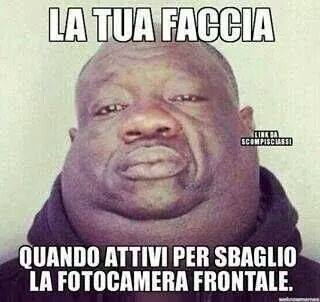 LA TUA FACCIA
LINK DA
SCOMPISCIARSI
QUANDO ATTIVI PER SBAGLIO
LA FOTOCAMERA FRONTALE.